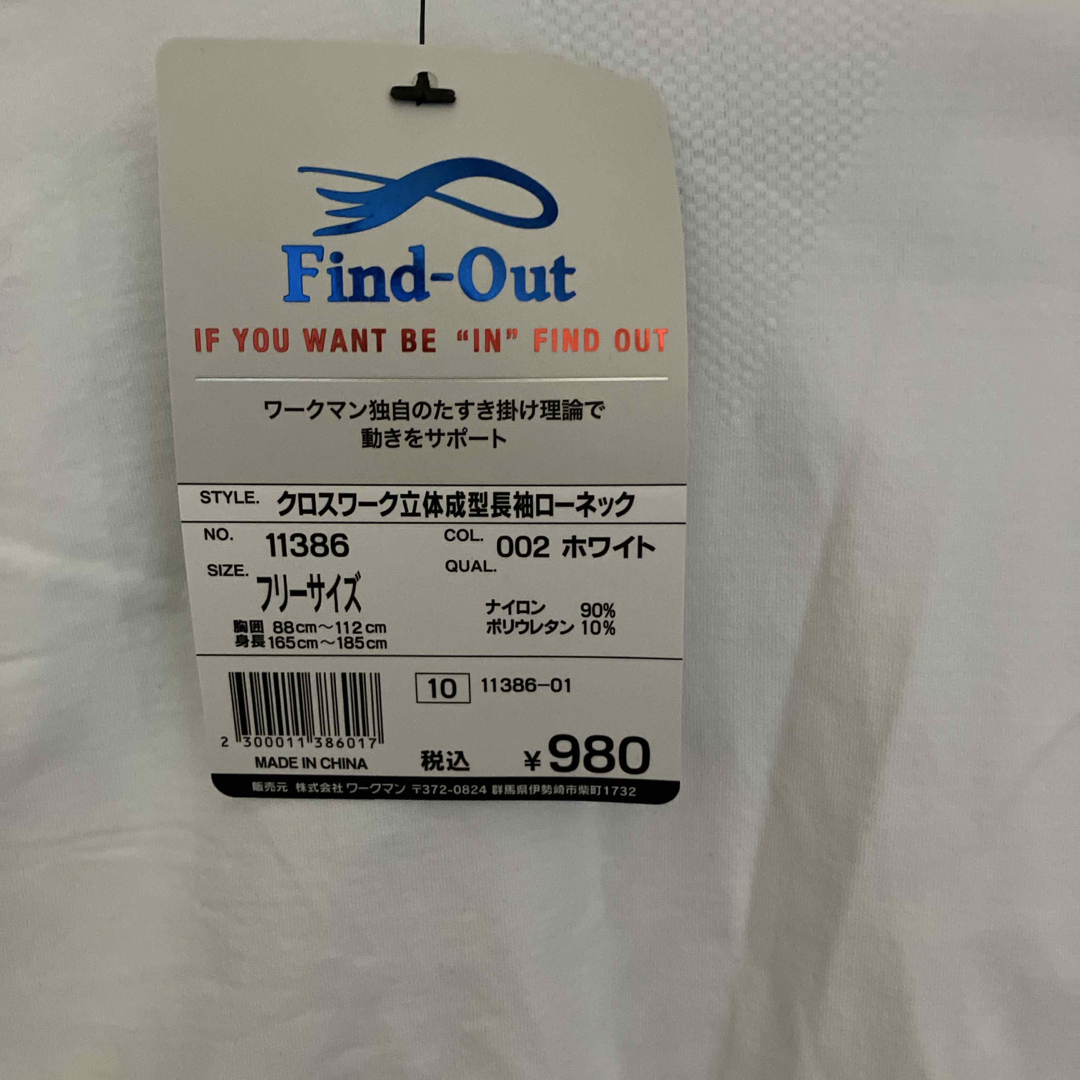 Find-Out
IF YOU WANT BE “IN” FIND OUT
ワークマン独自のたすき掛け理論で
動きをサポート
STYLE. クロスワーク立体成型長袖ローネック
NO. 11386 COL. 002 ホワイト
SIZE. フリーサイズ QUAL.
胸囲 88cm～112cm ナイロン 90%
身長165cm～185cm ポリウレタン 10%
10 11386-01
2 300011 386017
MADE IN CHINA 税込 ¥980
販売元 株式会社 ワークマン 〒372-0824 群馬県伊勢崎市柴町1732